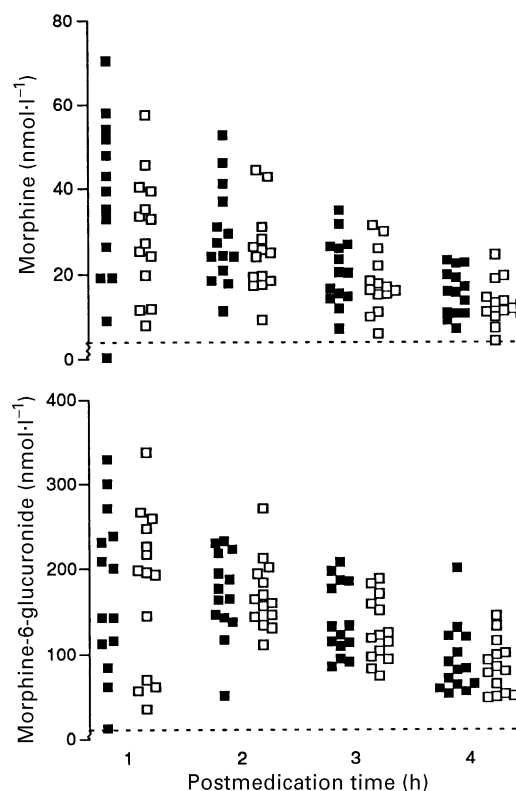 Morphine (nmol·l⁻¹)
80
60
40
20
0
Morphine-6-glucuronide (nmol·l⁻¹)
400
300
200
100
0
1 2 3 4
Postmedication time (h)